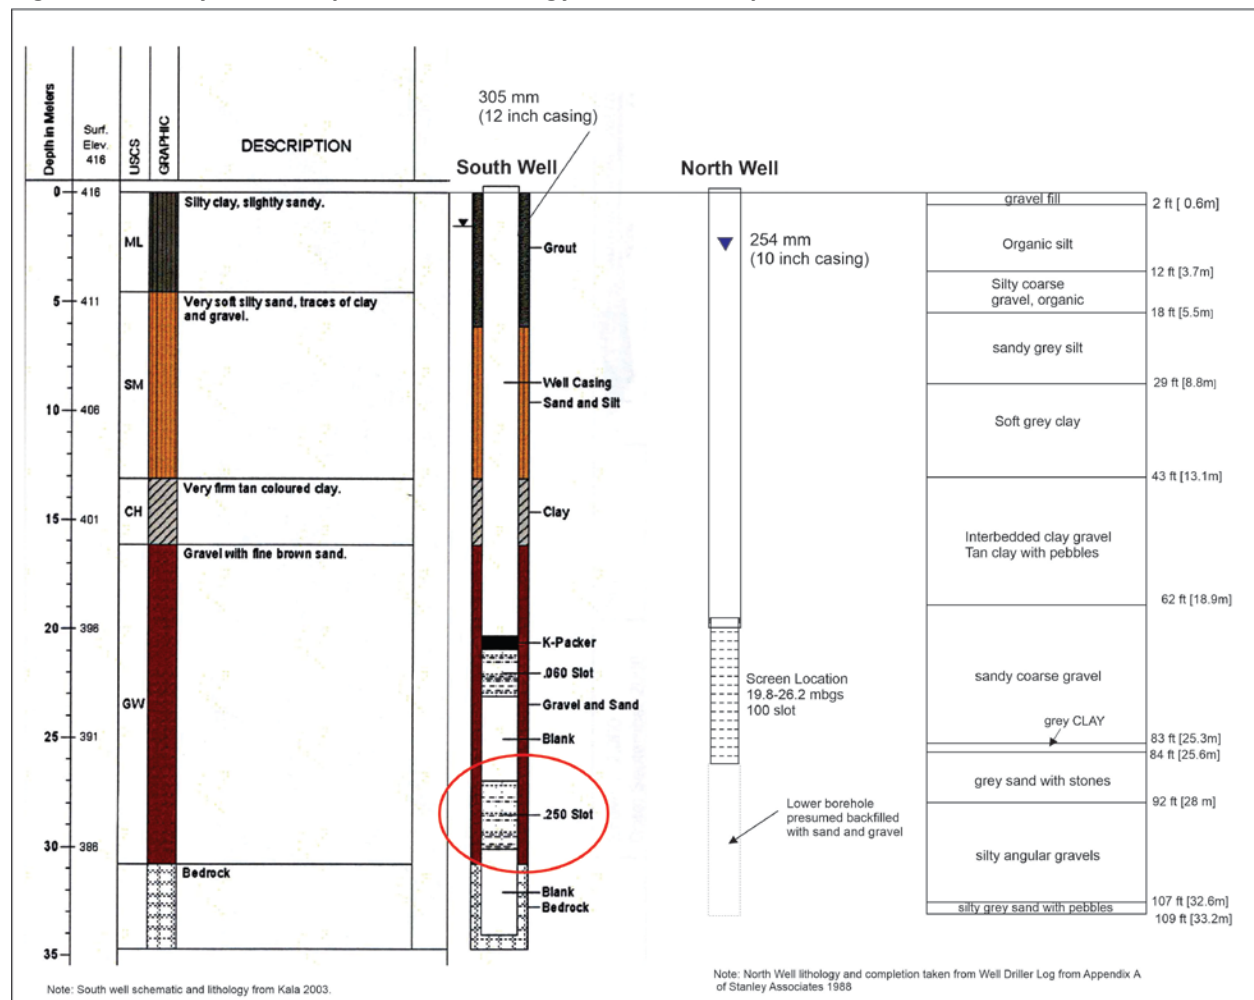 Depth in Meters
Surf.
Elev.
416
USCS
GRAPHIC
DESCRIPTION
305 mm
(12 inch casing)
South Well
North Well
0
416
5
411
10
406
15
401
20
396
25
391
30
386
35
ML
SM
CH
GW
Silty clay, slightly sandy.
Very soft silty sand, traces of clay
and gravel.
Very firm tan coloured clay.
Gravel with fine brown sand.
Bedrock
Grout
Well Casing
Sand and Silt
Clay
K-Packer
.060 Slot
Gravel and Sand
Blank
.250 Slot
Blank
Bedrock
254 mm
(10 inch casing)
Screen Location
19.8-26.2 mbgs
100 slot
Lower borehole
presumed backfilled
with sand and gravel
gravel fill
2 ft [ 0.6m]
Organic silt
12 ft [3.7m]
Silty coarse
gravel, organic
18 ft [5.5m]
sandy grey silt
29 ft [8.8m]
Soft grey clay
43 ft [13.1m]
Interbedded clay gravel
Tan clay with pebbles
62 ft [18.9m]
sandy coarse gravel
grey CLAY
83 ft [25.3m]
84 ft [25.6m]
grey sand with stones
92 ft [28 m]
silty angular gravels
107 ft [32.6m]
silty grey sand with pebbles
109 ft [33.2m]
Note: South well schematic and lithology from Kala 2003.
Note: North Well lithology and completion taken from Well Driller Log from Appendix A
of Stanley Associates 1988